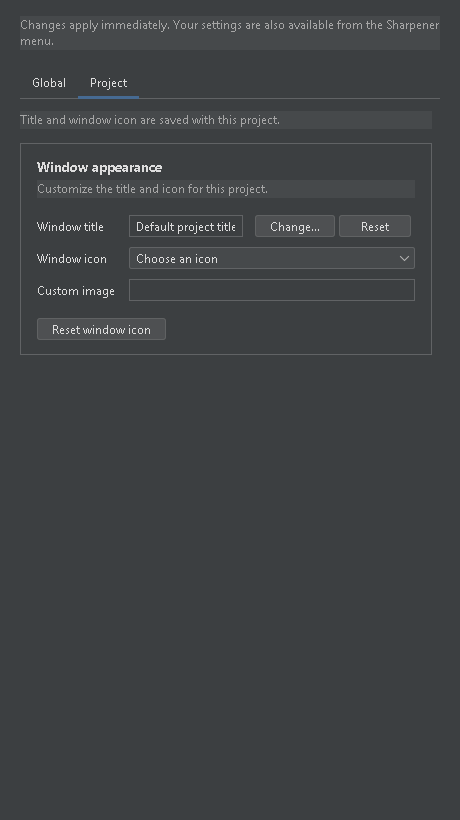 Changes apply immediately. Your settings are also available from the Sharpener
menu.
Global
Project
Title and window icon are saved with this project.
Window appearance
Customize the title and icon for this project.
Window title
Default project title
Change...
Reset
Window icon
Choose an icon
Custom image
Reset window icon